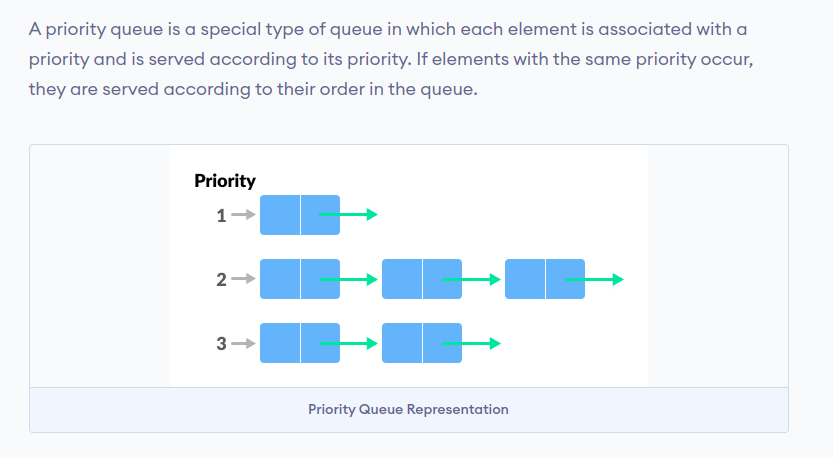 A priority queue is a special type of queue in which each element is associated with a
priority and is served according to its priority. If elements with the same priority occur,
they are served according to their order in the queue.
Priority
1
2
3
Priority Queue Representation